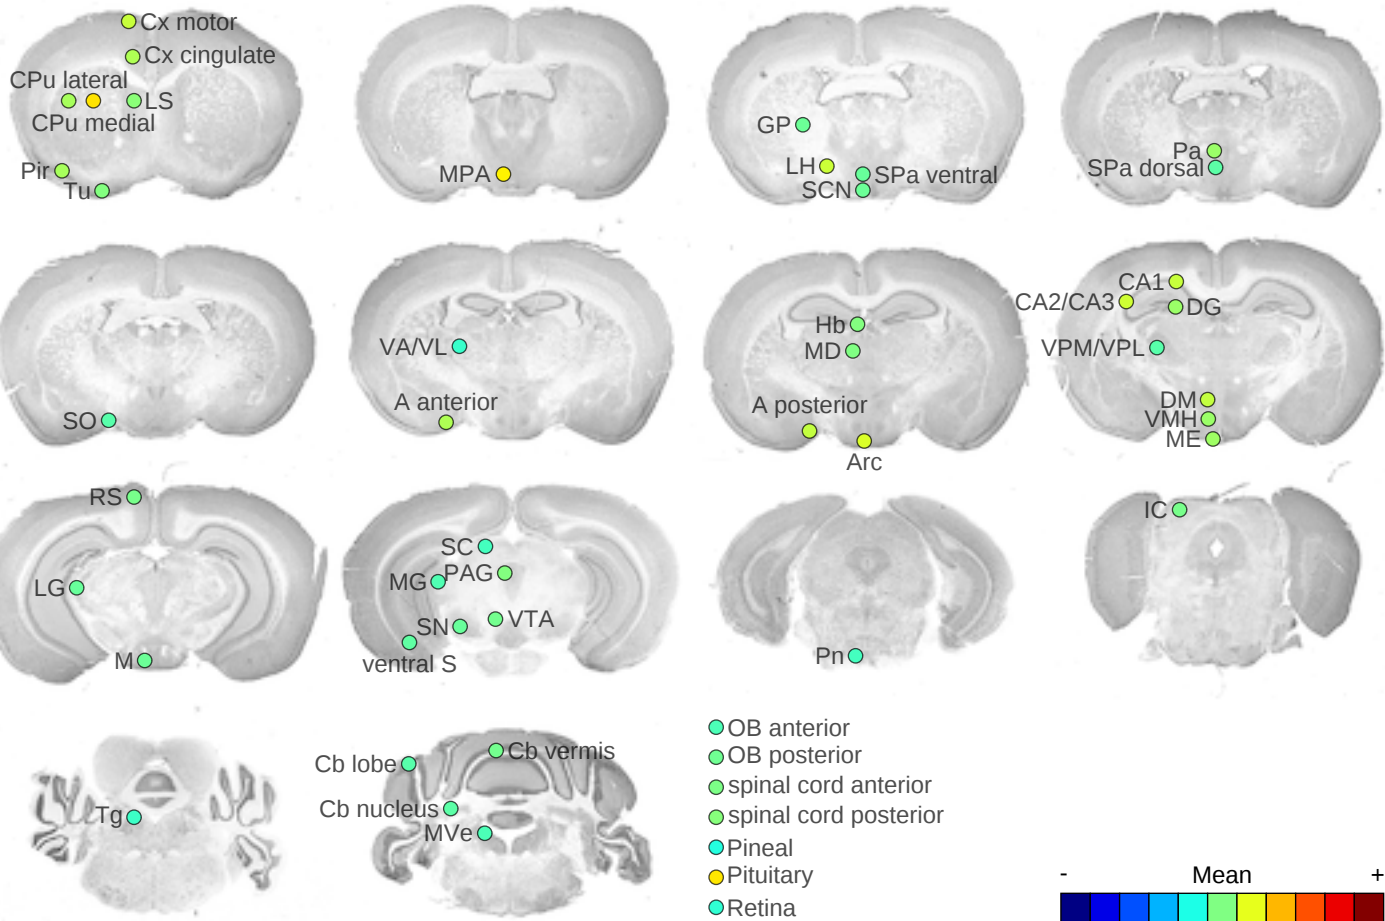 Cx motor
Cx cingulate
CPu lateral
LS
CPu medial
Pir
Tu
MPA
GP
LH
SPa ventral
SCN
Pa
SPa dorsal
SO
VA/VL
A anterior
Hb
MD
A posterior
Arc
CA1
CA2/CA3
DG
VPM/VPL
DM
VMH
ME
RS
LG
M
SC
PAG
MG
VTA
SN
ventral S
Pn
IC
Tg
Cb vermis
Cb lobe
Cb nucleus
MVe
OB anterior
OB posterior
spinal cord anterior
spinal cord posterior
Pineal
Pituitary
Retina
- Mean +